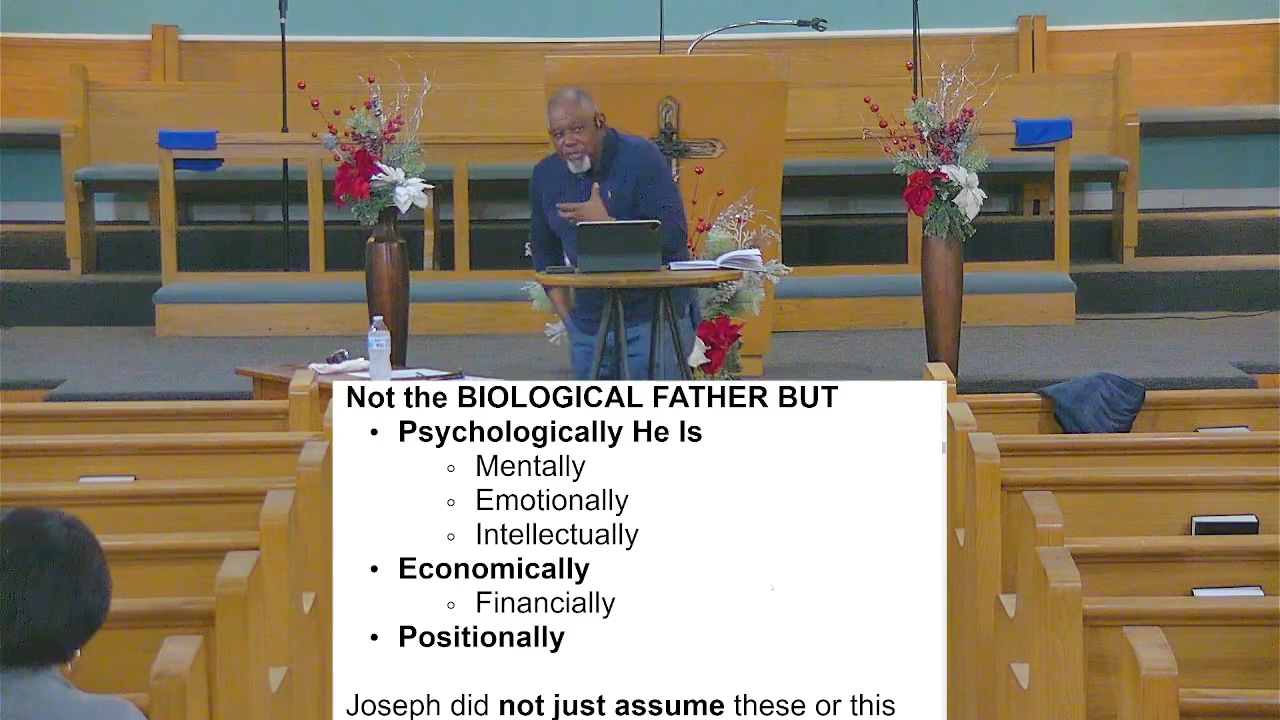 Not the BIOLOGICAL FATHER BUT
• Psychologically He Is
◦ Mentally
◦ Emotionally
◦ Intellectually
• Economically
◦ Financially
• Positionally
Joseph did not just assume these or this